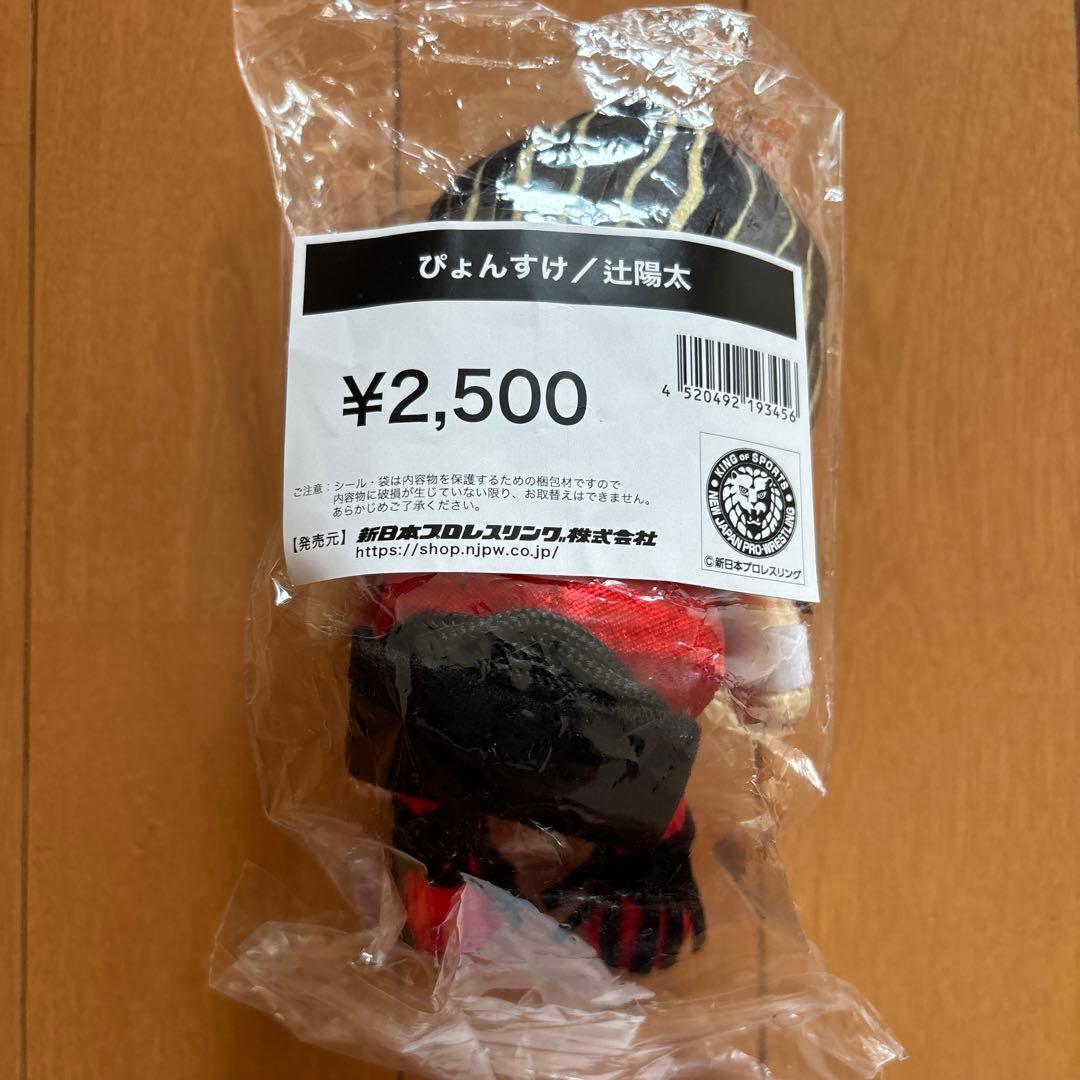 ぴょんすけ／辻陽太
¥2,500
4 520492 193456
ご注意：シール・袋は内容物を保護するための梱包材ですので
内容物に破損が生じていない限り、お取替えはできません。
あらかじめご了承ください。
【発売元】新日本プロレスリング株式会社
https://shop.njpw.co.jp/
KING OF SPORTS
NEW JAPAN PRO-WRESTLING
©新日本プロレスリング